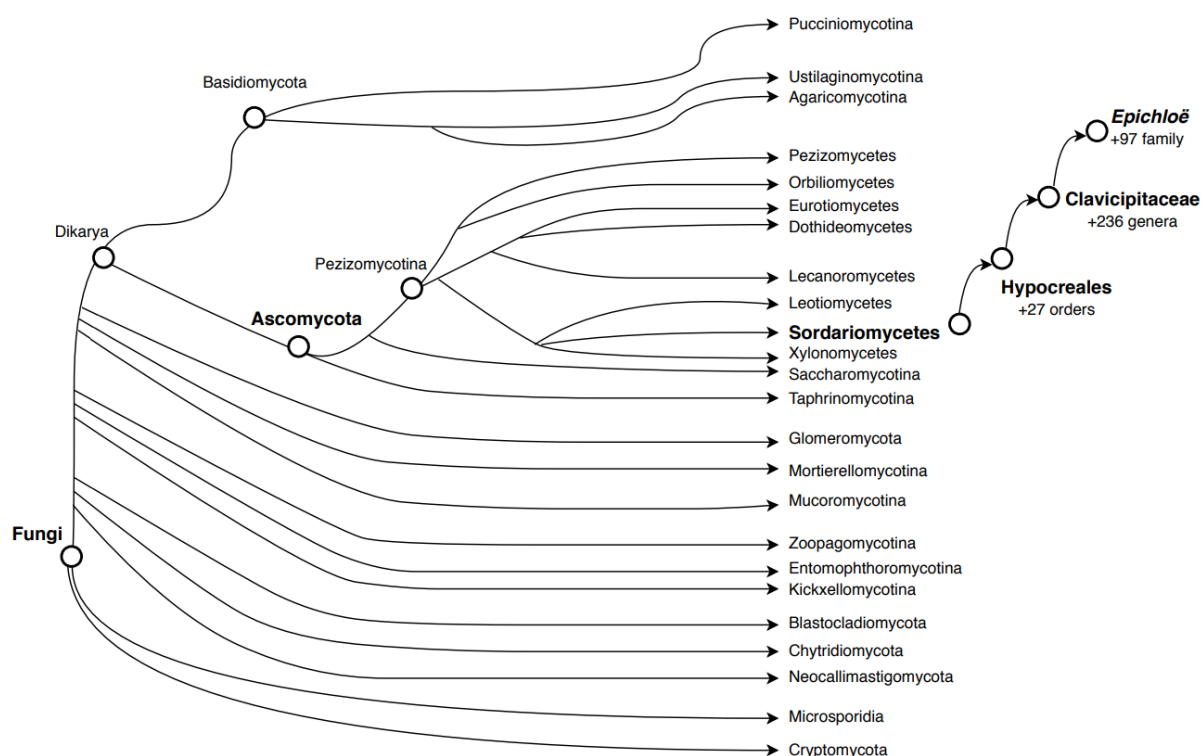 Pucciniomycotina
Basidiomycota
Ustilaginomycotina
Agaricomycotina
Epichloë
+97 family
Pezizomycetes
Orbiliomycetes
Clavicipitaceae
+236 genera
Eurotiomycetes
Dothideomycetes
Dikarya
Pezizomycotina
Lecanoromycetes
Hypocreales
+27 orders
Leotiomycetes
Ascomycota
Sordariomycetes
Xylonomycetes
Saccharomycotina
Taphrinomycotina
Glomeromycota
Mortierellomycotina
Mucoromycotina
Fungi
Zoopagomycotina
Entomophthoromycotina
Kickxellomycotina
Blastocladiomycota
Chytridiomycota
Neocallimastigomycota
Microsporidia
Cryptomycota